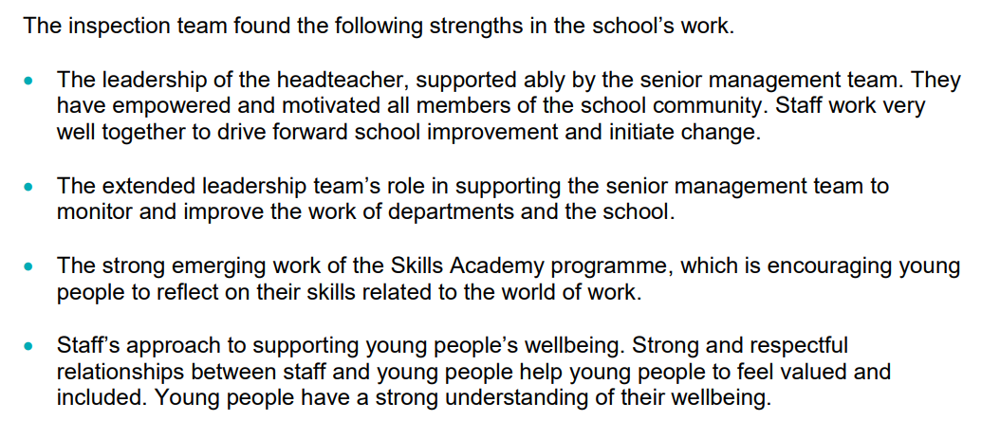 The inspection team found the following strengths in the school’s work.
• The leadership of the headteacher, supported ably by the senior management team. They
have empowered and motivated all members of the school community. Staff work very
well together to drive forward school improvement and initiate change.
• The extended leadership team’s role in supporting the senior management team to
monitor and improve the work of departments and the school.
• The strong emerging work of the Skills Academy programme, which is encouraging young
people to reflect on their skills related to the world of work.
• Staff’s approach to supporting young people’s wellbeing. Strong and respectful
relationships between staff and young people help young people to feel valued and
included. Young people have a strong understanding of their wellbeing.